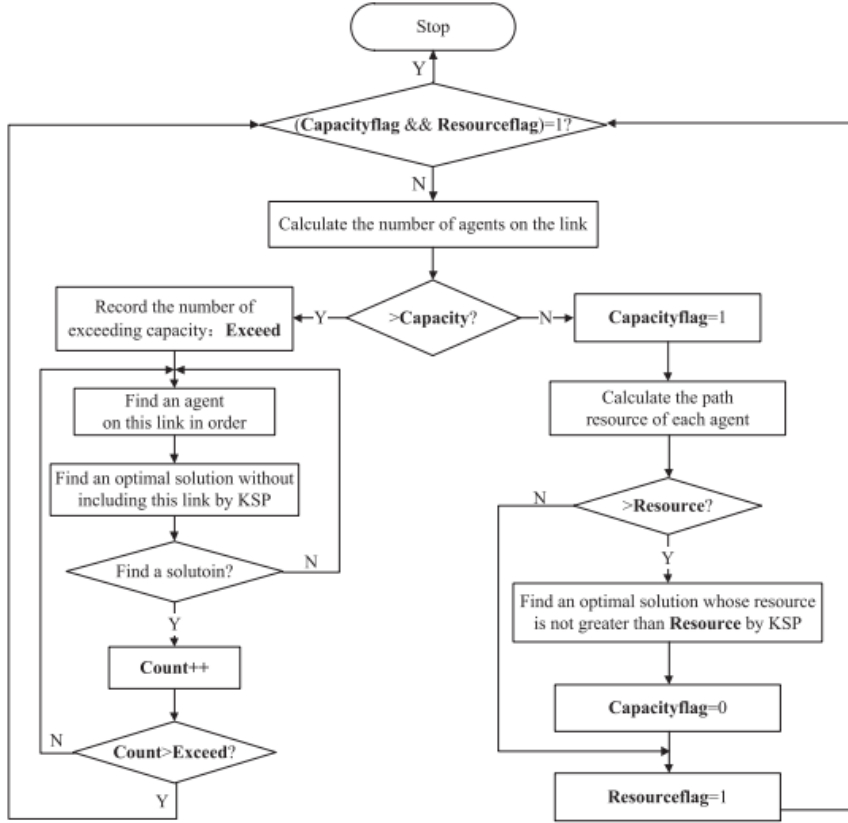 Stop
Y
(Capacityflag && Resourceflag)=1?
N
Calculate the number of agents on the link
>Capacity?
Y
N
Record the number of
exceeding capacity: Exceed
Find an agent
on this link in order
Find an optimal solution without
including this link by KSP
Find a solutoin?
N
Y
Count++
Count>Exceed?
N
Y
Capacityflag=1
Calculate the path
resource of each agent
>Resource?
N
Y
Find an optimal solution whose resource
is not greater than Resource by KSP
Capacityflag=0
Resourceflag=1